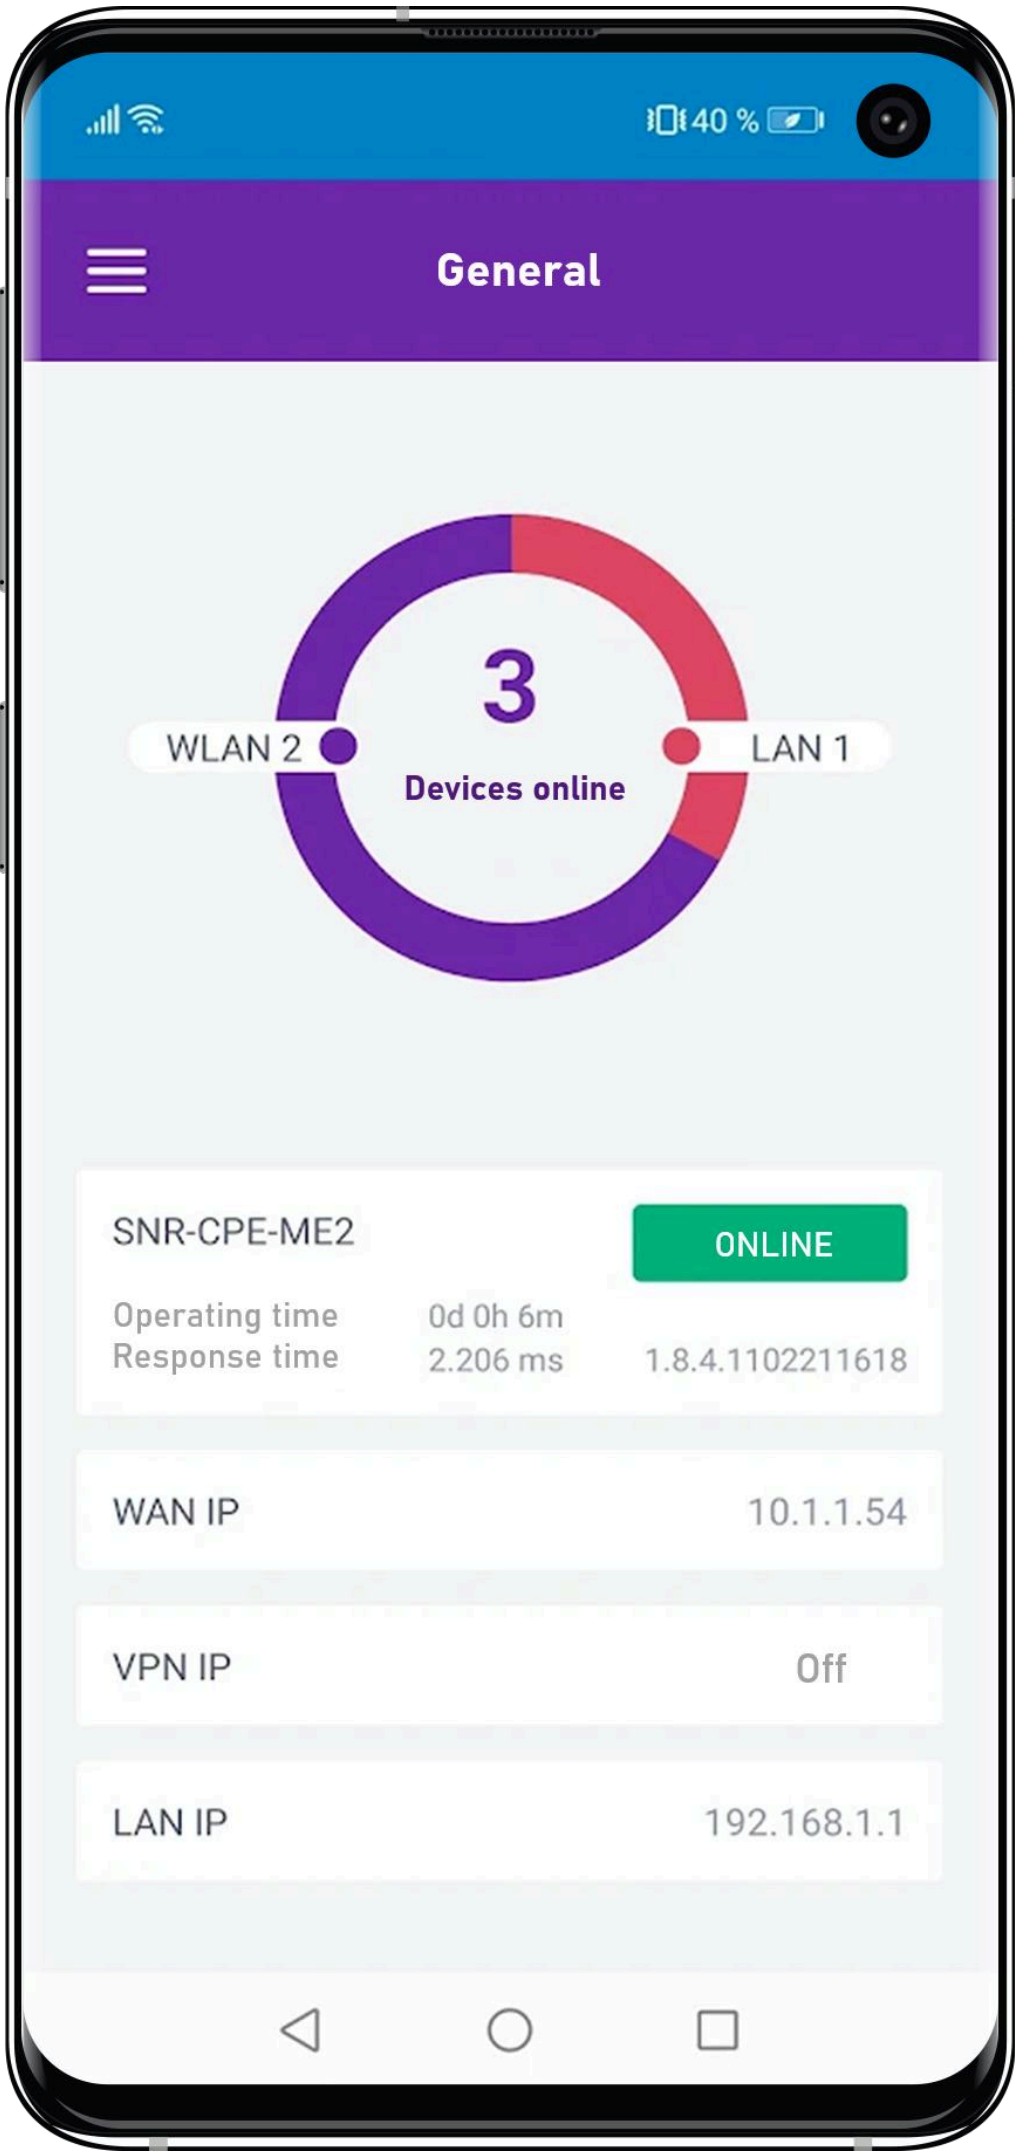 40 %
General
3
Devices online
WLAN 2
LAN 1
SNR-CPE-ME2
ONLINE
Operating time 0d 0h 6m
Response time 2.206 ms 1.8.4.1102211618
WAN IP 10.1.1.54
VPN IP Off
LAN IP 192.168.1.1